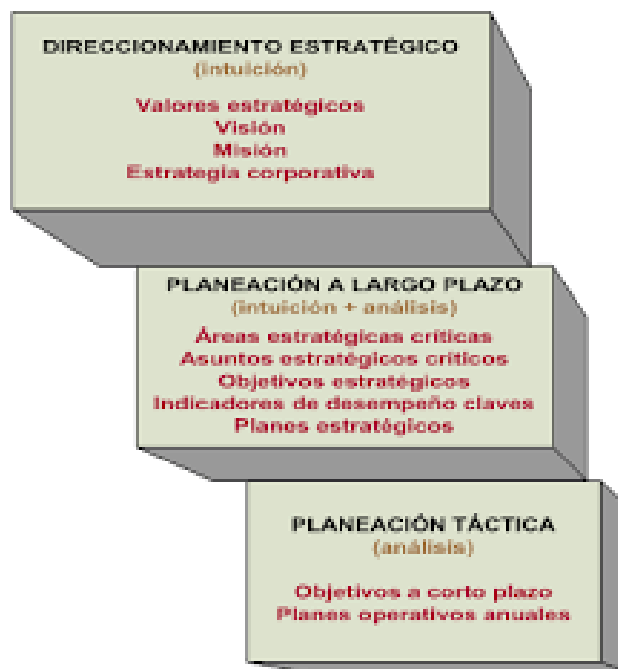 DIRECCIONAMIENTO ESTRATÉGICO
(intuición)
Valores estratégicos
Visión
Misión
Estrategia corporativa
PLANEACIÓN A LARGO PLAZO
(intuición + análisis)
Áreas estratégicas críticas
Asuntos estratégicos críticos
Objetivos estratégicos
Indicadores de desempeño claves
Planes estratégicos
PLANEACIÓN TÁCTICA
(análisis)
Objetivos a corto plazo
Planes operativos anuales